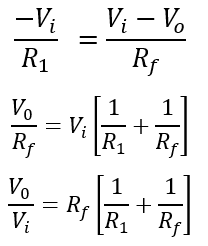 -V_i / R_1 = (V_i - V_o) / R_f
V_0 / R_f = V_i [1 / R_1 + 1 / R_f]
V_0 / V_i = R_f [1 / R_1 + 1 / R_f]